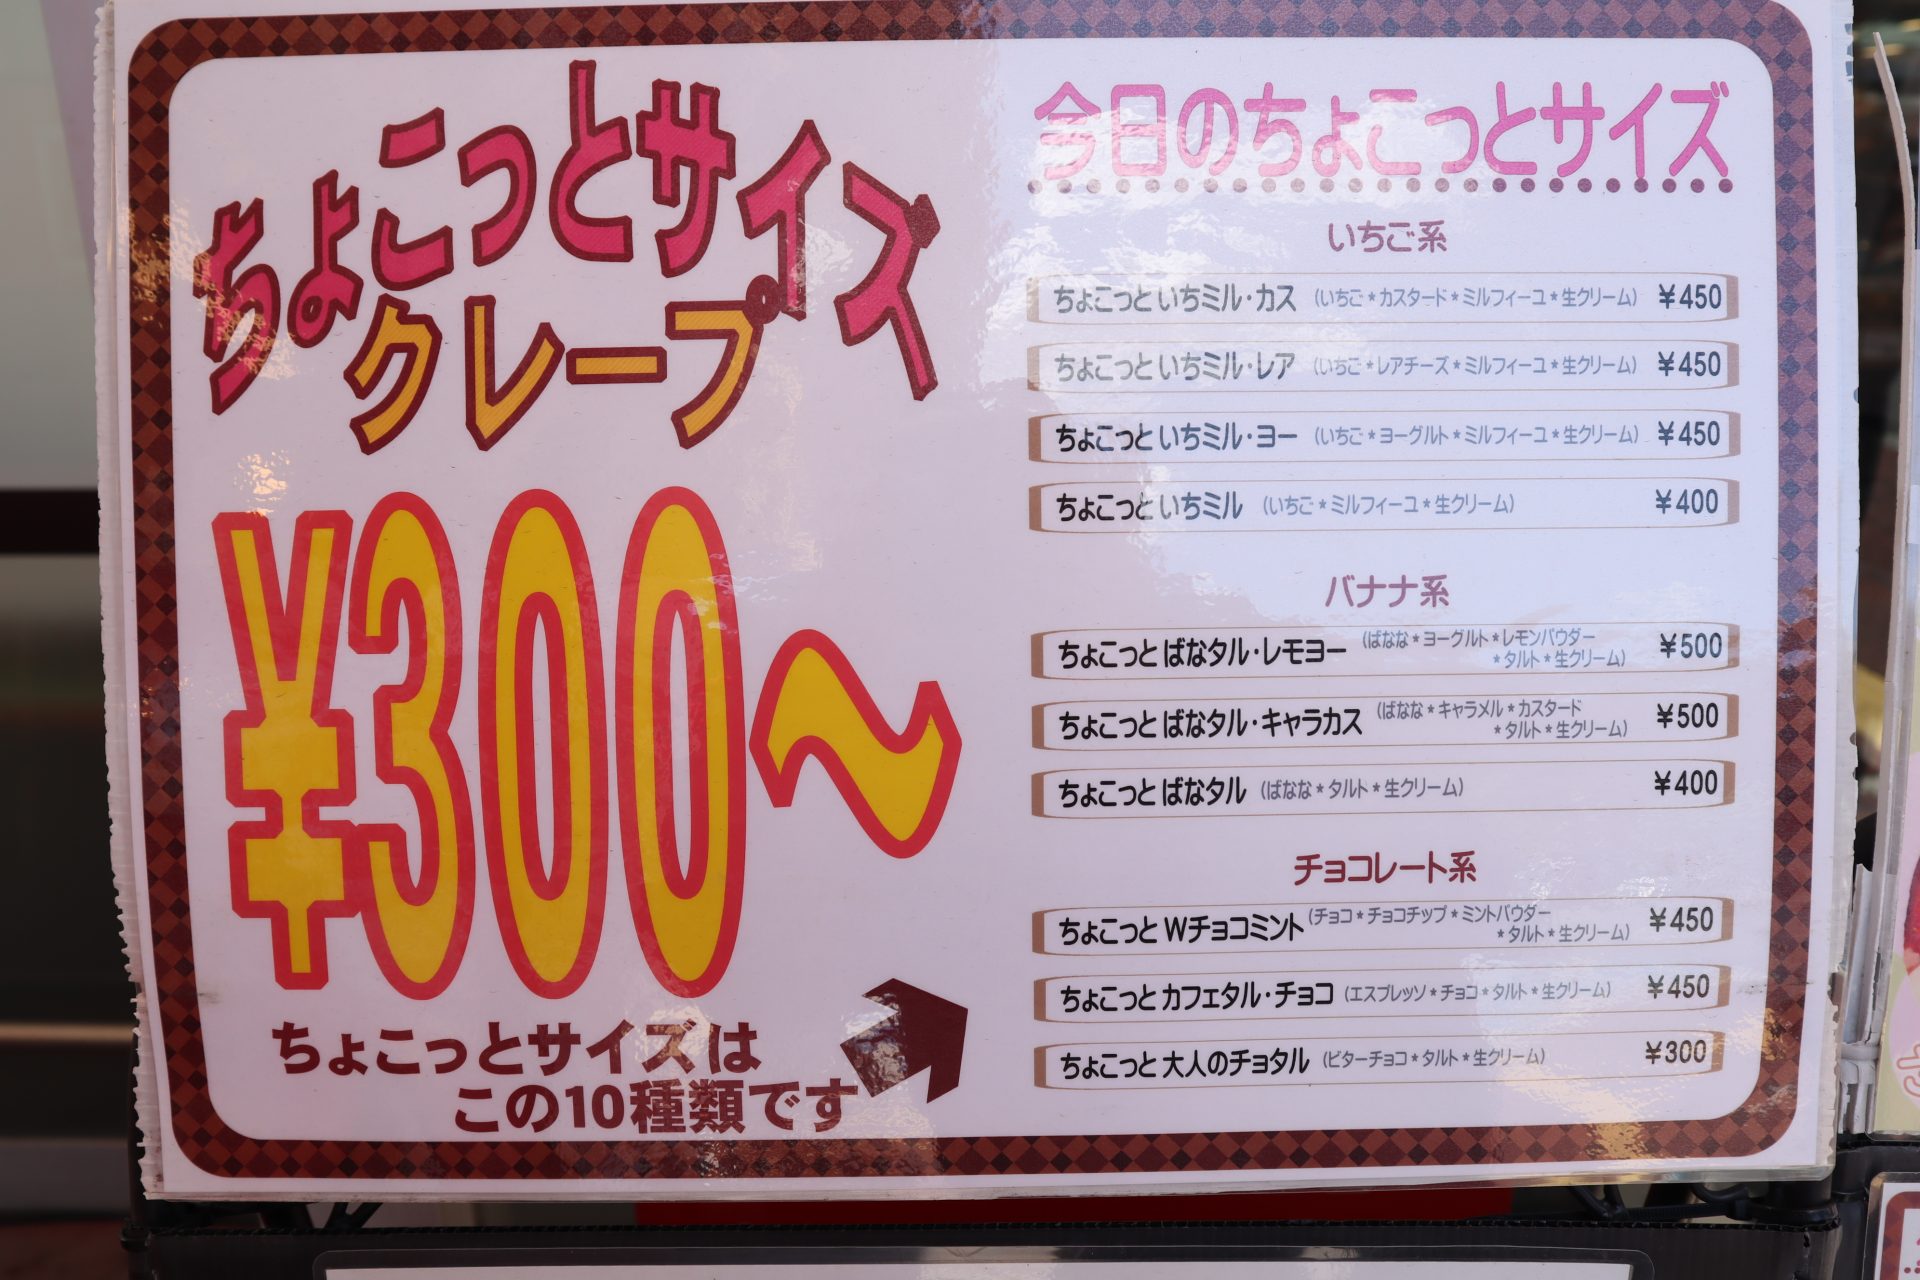 ちょこっとサイズ
クレープ
¥300～
ちょこっとサイズは
この10種類です
今日のちょこっとサイズ
いちご系
ちょこっと いちミル・カス (いちご*カスタード*ミルフィーユ*生クリーム) ¥450
ちょこっと いちミル・レア (いちご*レアチーズ*ミルフィーユ*生クリーム) ¥450
ちょこっと いちミル・ヨー (いちご*ヨーグルト*ミルフィーユ*生クリーム) ¥450
ちょこっと いちミル (いちご*ミルフィーユ*生クリーム) ¥400
バナナ系
ちょこっと ばなタル・レモヨー (ばなな*ヨーグルト*レモンパウダー
*タルト*生クリーム) ¥500
ちょこっと ばなタル・キャラカス (ばなな*キャラメル*カスタード
*タルト*生クリーム) ¥500
ちょこっと ばなタル (ばなな*タルト*生クリーム) ¥400
チョコレート系
ちょこっと Wチョコミント (チョコ*チョコチップ*ミントパウダー
*タルト*生クリーム) ¥450
ちょこっと カフェタル・チョコ (エスプレッソ*チョコ*タルト*生クリーム) ¥450
ちょこっと 大人のチョタル (ビターチョコ*タルト*生クリーム) ¥300